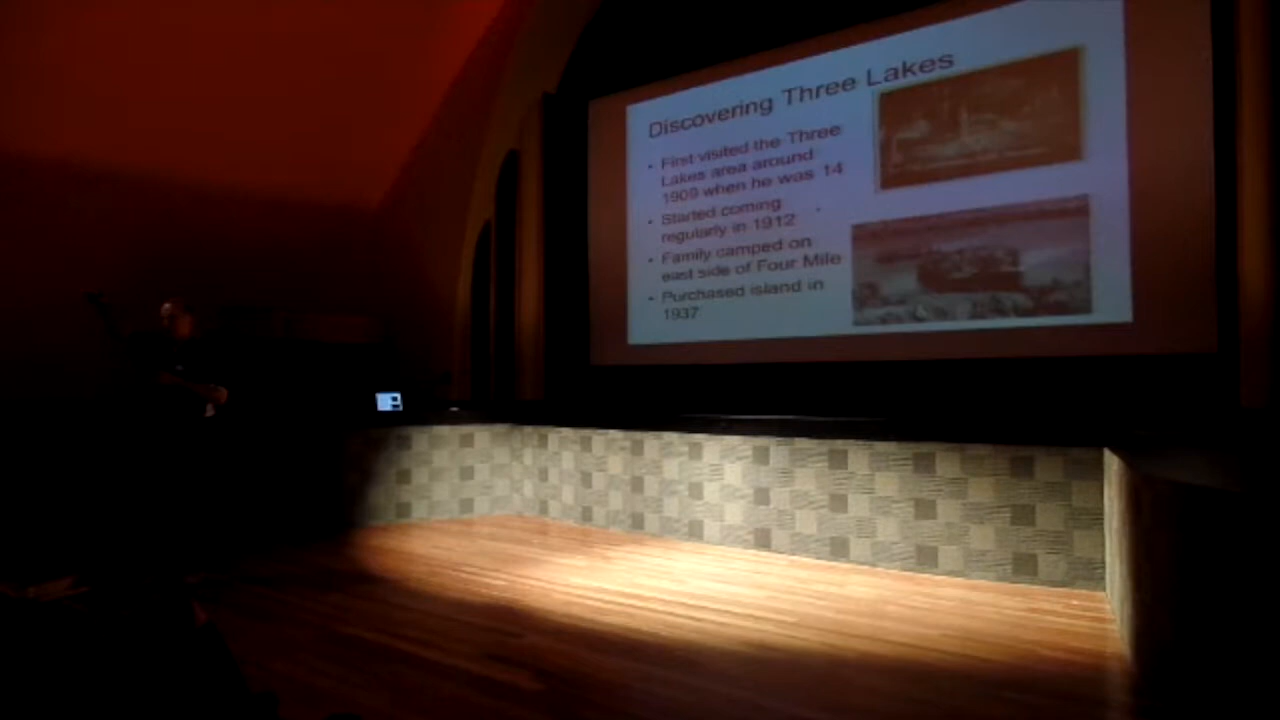 Discovering Three Lakes
• First visited the Three
Lakes area around
1909 when he was 14
• Started coming
regularly in 1912
• Family camped on
east side of Four Mile
• Purchased island in
1937